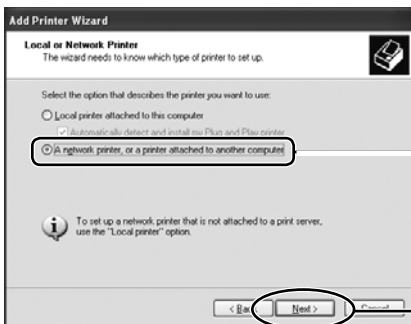 Add Printer Wizard
Local or Network Printer
The wizard needs to know which type of printer to set up.
Select the option that describes the printer you want to use:
Local printer attached to this computer
Automatically detect and install my Plug and Play printer
A network printer, or a printer attached to another computer
To set up a network printer that is not attached to a print server,
use the "Local printer" option.
< Back Next > Cancel